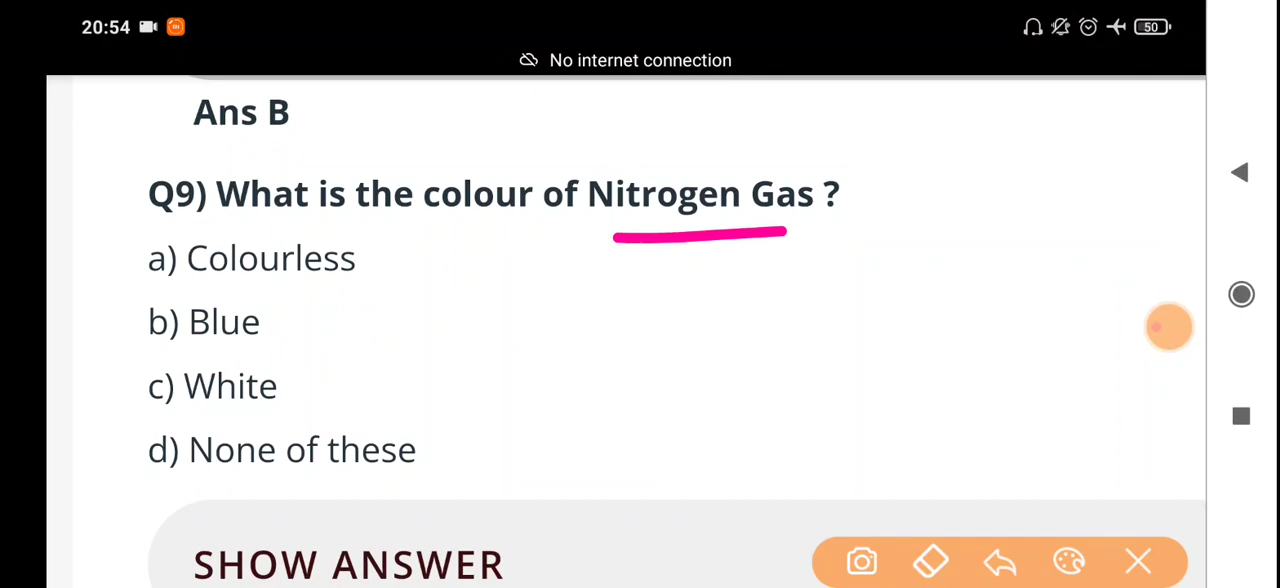 20:54
50
No internet connection
Ans B
Q9) What is the colour of Nitrogen Gas ?
a) Colourless
b) Blue
c) White
d) None of these
SHOW ANSWER